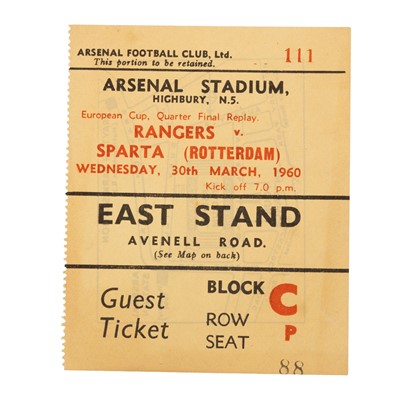 ARSENAL FOOTBALL CLUB, Ltd. 111
This portion to be retained.
ARSENAL STADIUM,
HIGHBURY, N.5.
European Cup, Quarter Final Replay.
RANGERS v.
SPARTA (ROTTERDAM)
WEDNESDAY, 30th MARCH, 1960
Kick off 7.0 p.m.
EAST STAND
AVENELL ROAD.
(See Map on back)
Guest Ticket
BLOCK C
ROW P
SEAT
88